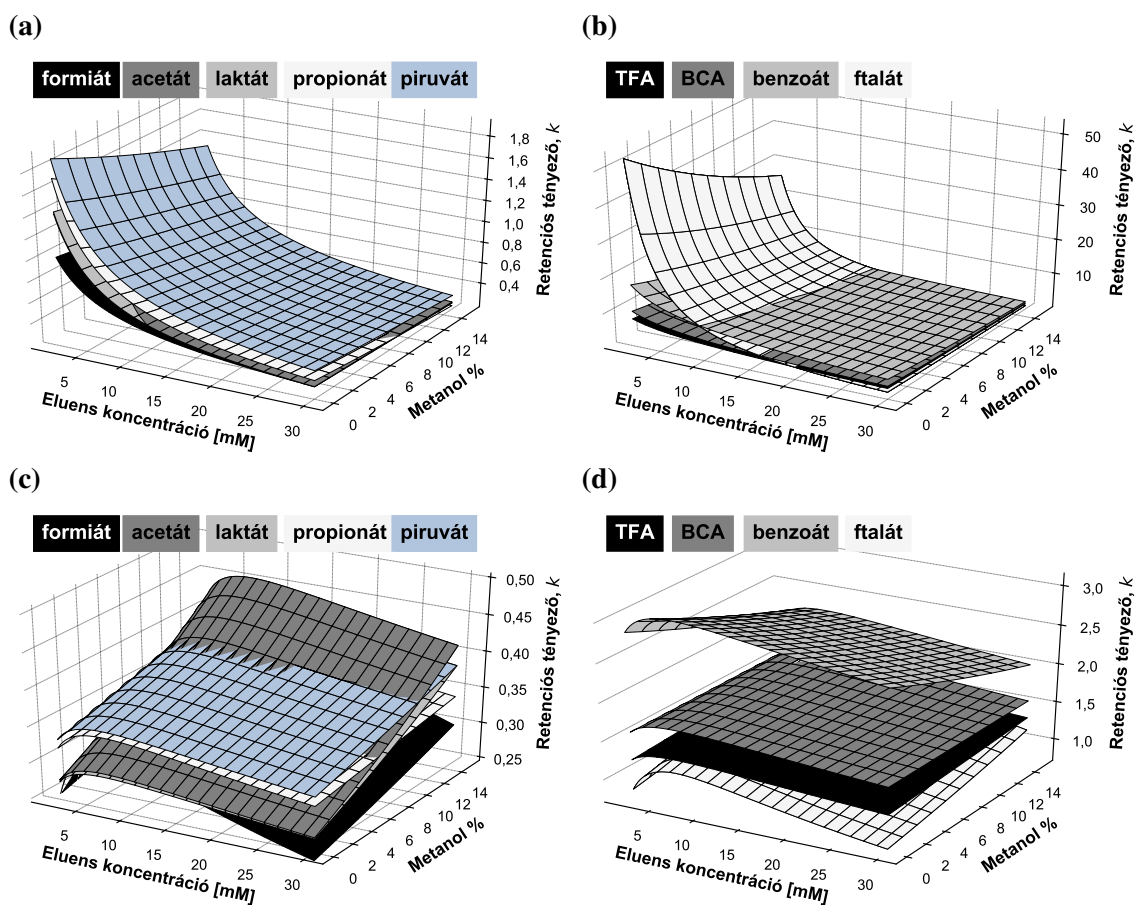 (a)
formiát acetát laktát propionát piruvát
1,8
1,6
1,4
1,2
1,0
0,8
0,6
0,4
Retenciós tényező, k
5 10 15 20 25 30
Eluens koncentráció [mM]
0 2 4 6 8 10 12 14
Metanol %
(b)
TFA BCA benzoát ftalát
50
40
30
20
10
Retenciós tényező, k
5 10 15 20 25 30
Eluens koncentráció [mM]
0 2 4 6 8 10 12 14
Metanol %
(c)
formiát acetát laktát propionát piruvát
0,50
0,45
0,40
0,35
0,30
0,25
Retenciós tényező, k
5 10 15 20 25 30
Eluens koncentráció [mM]
0 2 4 6 8 10 12 14
Metanol %
(d)
TFA BCA benzoát ftalát
3,0
2,5
2,0
1,5
1,0
Retenciós tényező, k
5 10 15 20 25 30
Eluens koncentráció [mM]
0 2 4 6 8 10 12 14
Metanol %